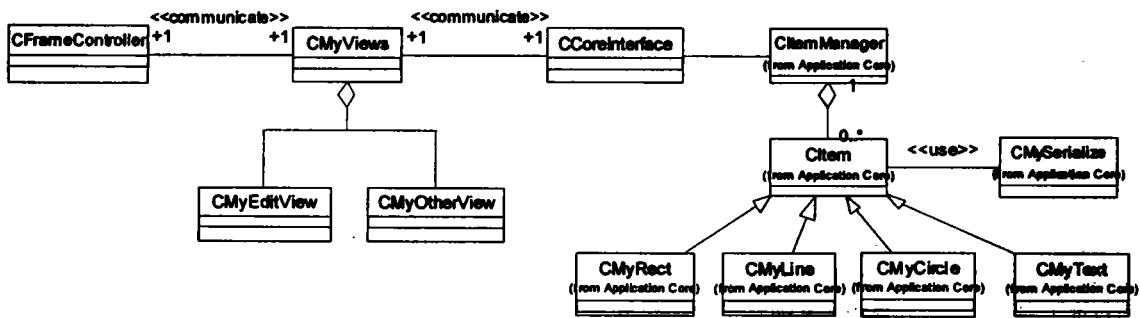 <<communicate>> <<communicate>>
CFrameController +1 +1 CMyViews +1 +1 CCoreInterface CItemManager
(from Application Core)
1
0..*
CItem <<use>> CMySerialize
(from Application Core) (from Application Core)
CMyEditView CMyOtherView
CMyRect CMyLine CMyCircle CMyText
(from Application Core) (from Application Core) (from Application Core) (from Application Core)